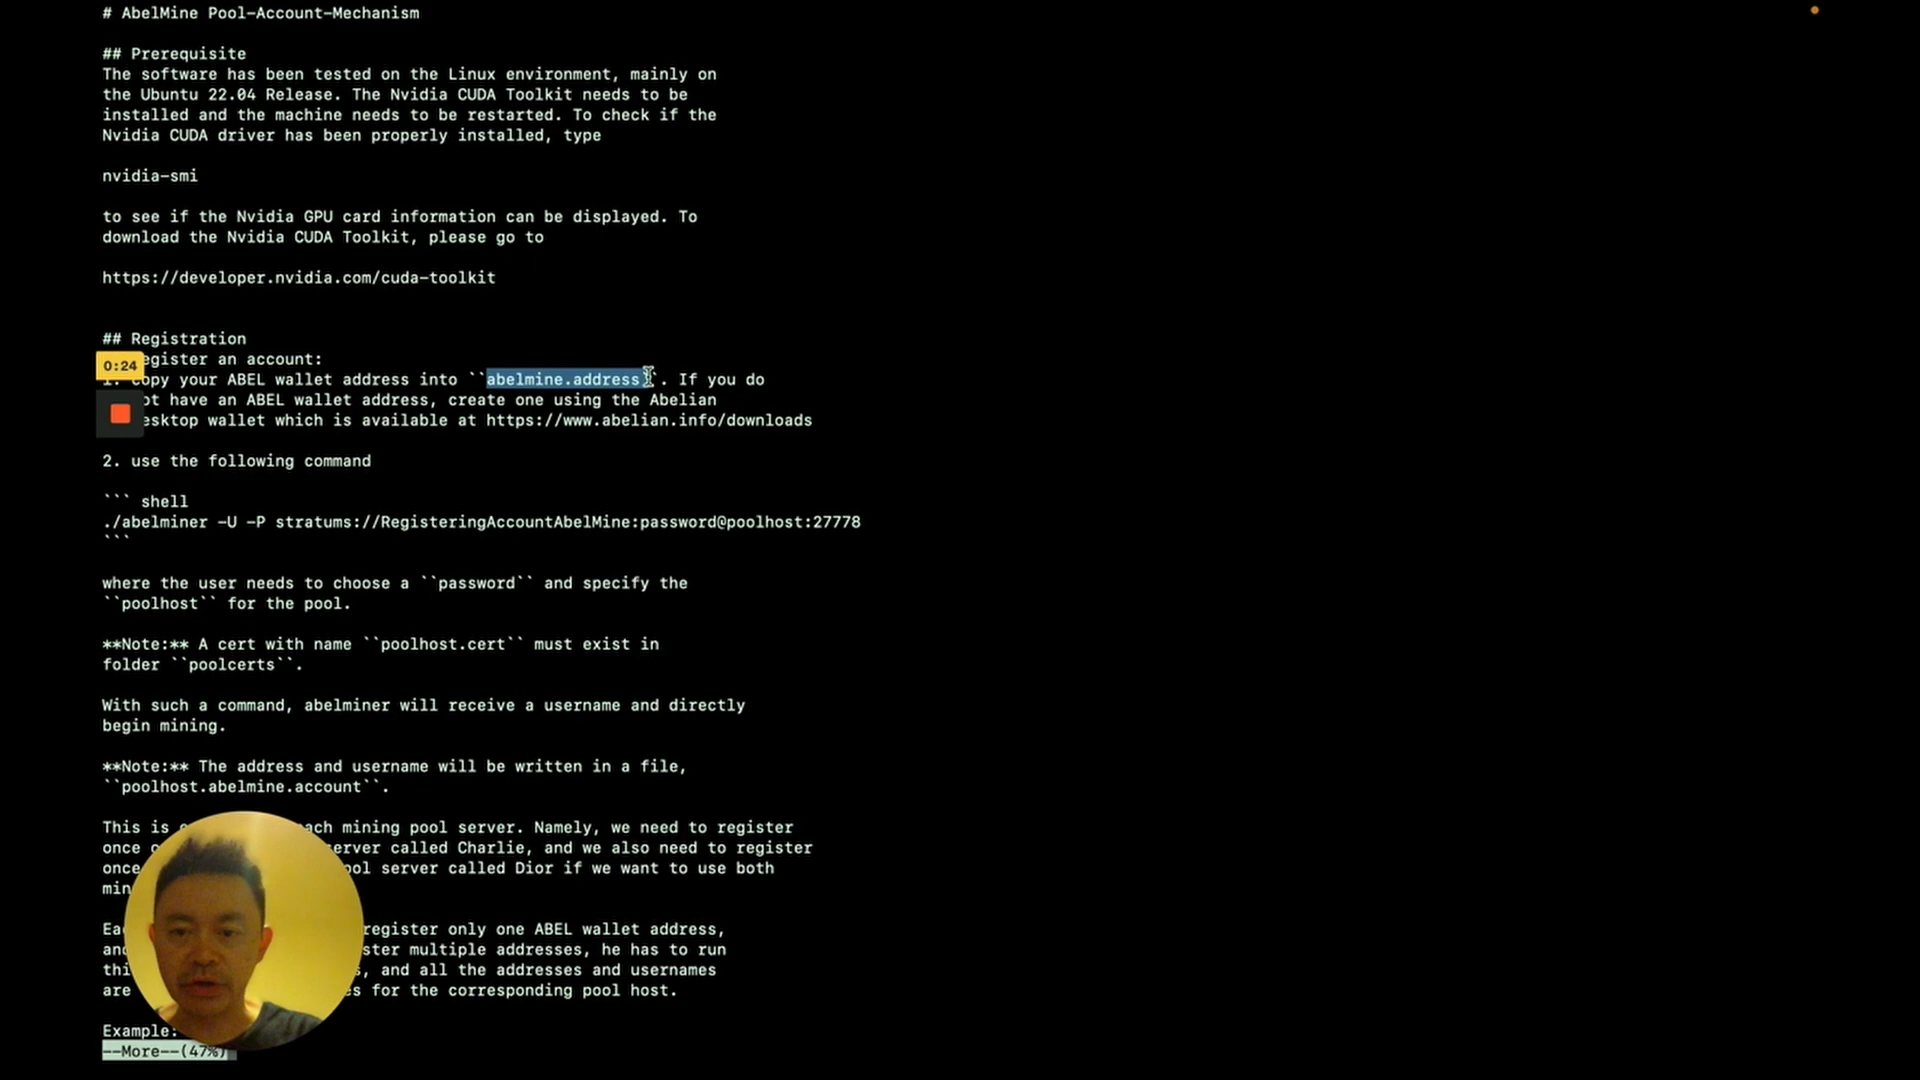 # AbelMine Pool-Account-Mechanism
## Prerequisite
The software has been tested on the Linux environment, mainly on
the Ubuntu 22.04 Release. The Nvidia CUDA Toolkit needs to be
installed and the machine needs to be restarted. To check if the
Nvidia CUDA driver has been properly installed, type
nvidia-smi
to see if the Nvidia GPU card information can be displayed. To
download the Nvidia CUDA Toolkit, please go to
https://developer.nvidia.com/cuda-toolkit
## Registration
egister an account:
0:24
1. copy your ABEL wallet address into ``abelmine.address``. If you do
ot have an ABEL wallet address, create one using the Abelian
esktop wallet which is available at https://www.abelian.info/downloads
2. use the following command
``` shell
./abelminer -U -P stratums://RegisteringAccountAbelMine:password@poolhost:27778
```
where the user needs to choose a ``password`` and specify the
``poolhost`` for the pool.
**Note:** A cert with name ``poolhost.cert`` must exist in
folder ``poolcerts``.
With such a command, abelminer will receive a username and directly
begin mining.
**Note:** The address and username will be written in a file,
``poolhost.abelmine.account``.
This is ach mining pool server. Namely, we need to register
once erver called Charlie, and we also need to register
once ool server called Dior if we want to use both
min
Ea register only one ABEL wallet address,
an ster multiple addresses, he has to run
thi , and all the addresses and usernames
are es for the corresponding pool host.
Example:
--More--(47%)